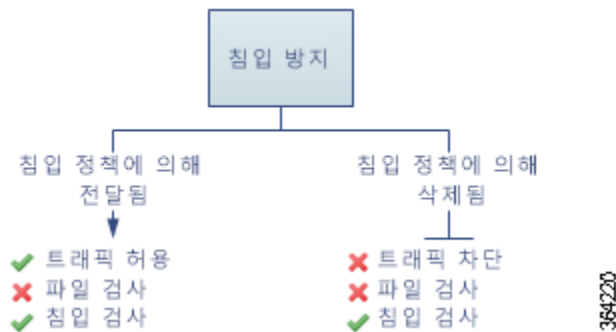 침입 방지
침입 정책에 의해
전달됨
침입 정책에 의해
삭제됨
트래픽 허용
파일 검사
침입 검사
트래픽 차단
파일 검사
침입 검사
394220